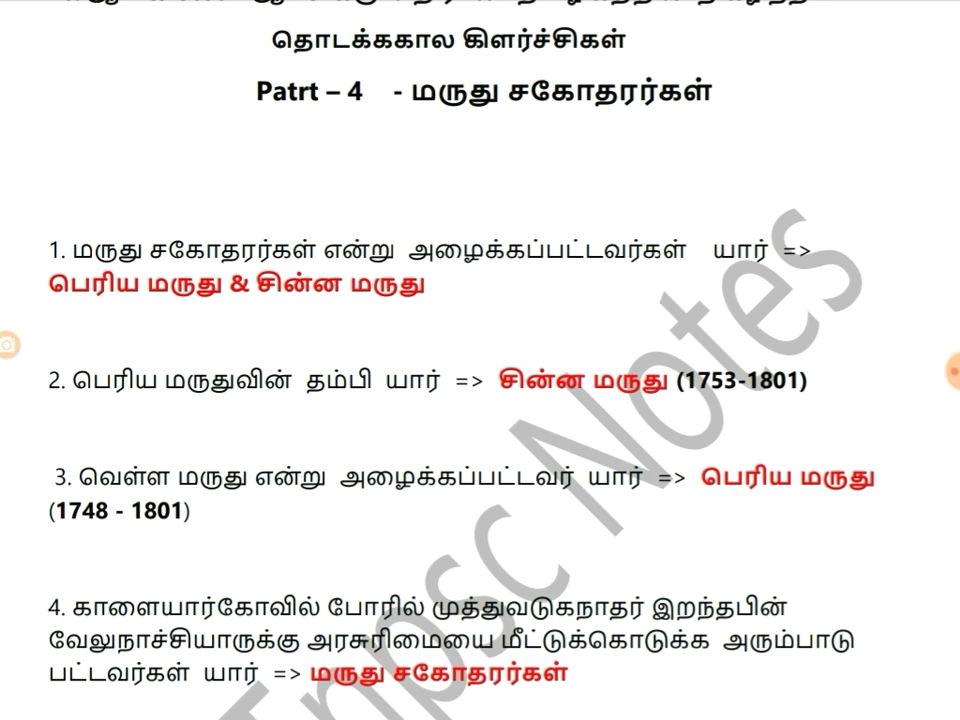 தொடக்ககால கிளர்ச்சிகள்
Patrt – 4 - மருது சகோதரர்கள்
1. மருது சகோதரர்கள் என்று அழைக்கப்பட்டவர்கள் யார் =>
பெரிய மருது & சின்ன மருது
2. பெரிய மருதுவின் தம்பி யார் => சின்ன மருது (1753-1801)
3. வெள்ள மருது என்று அழைக்கப்பட்டவர் யார் => பெரிய மருது
(1748 - 1801)
4. காளையார்கோவில் போரில் முத்துவடுகநாதர் இறந்தபின்
வேலுநாச்சியாருக்கு அரசுரிமையை மீட்டுக்கொடுக்க அரும்பாடு
பட்டவர்கள் யார் => மருது சகோதரர்கள்
Tnpsc Notes